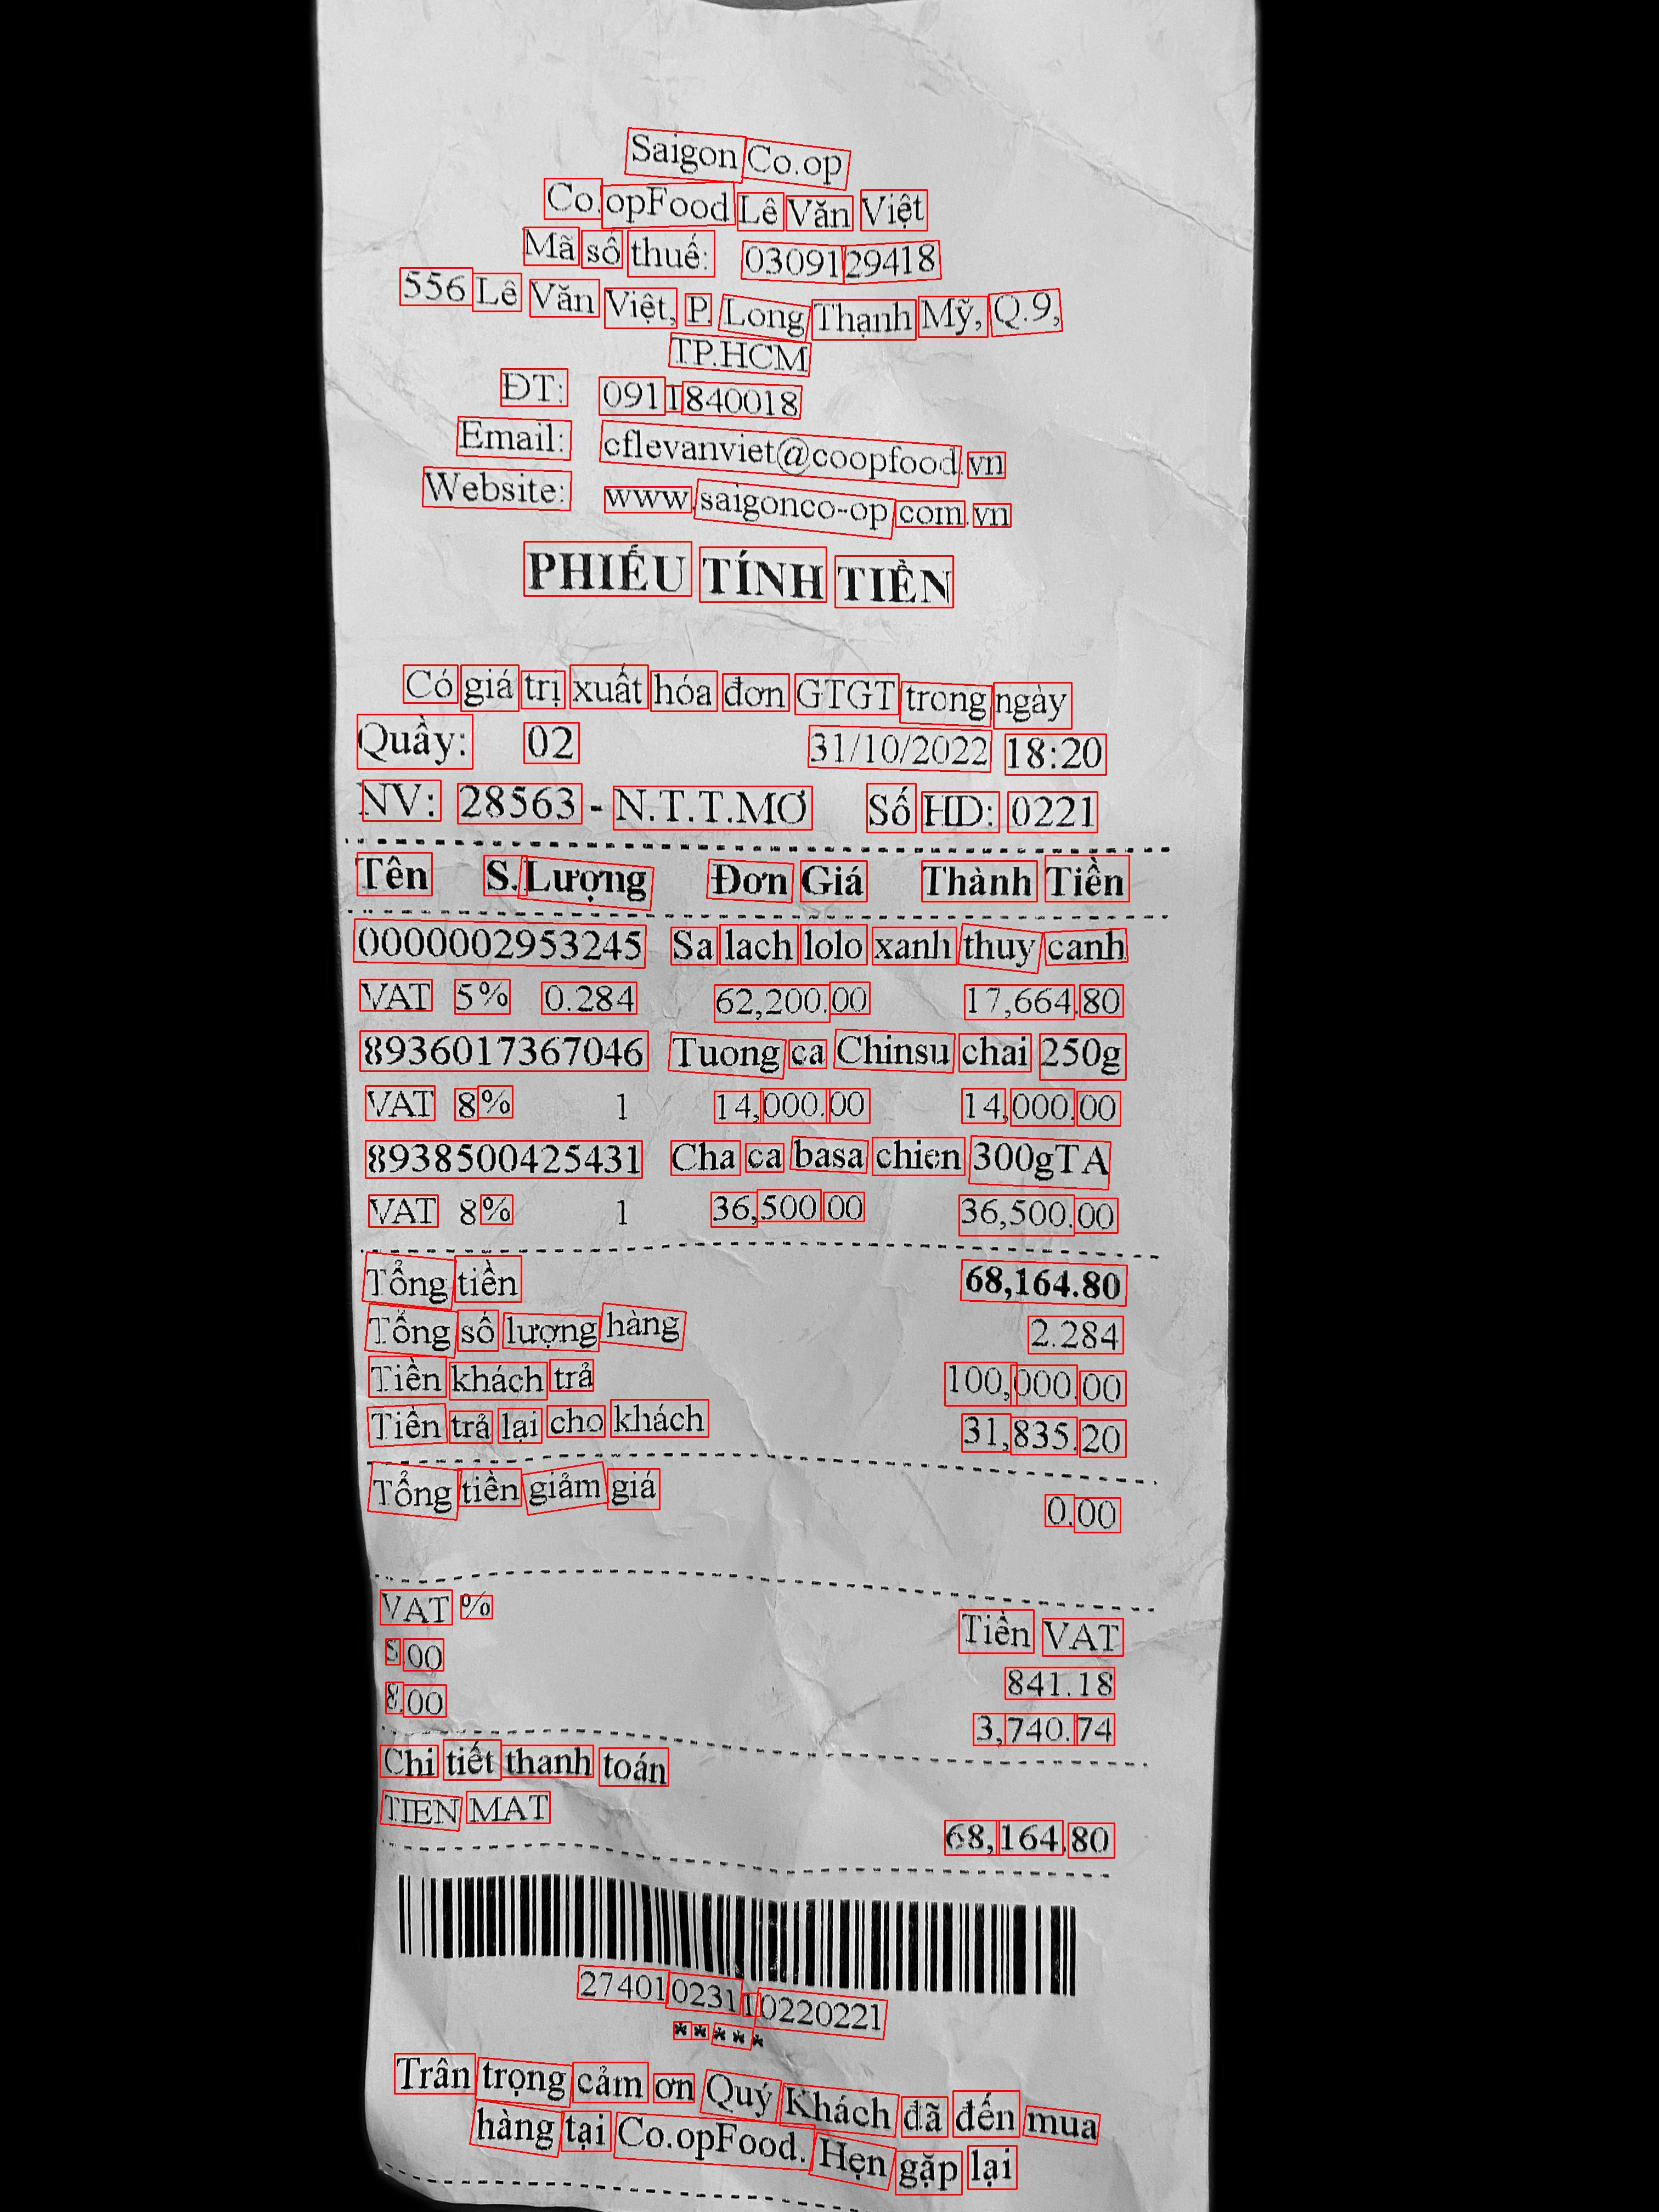 Saigon Co.op
Co.opFood Lê Văn Việt
Mã số thuế: 0309129418
556 Lê Văn Việt, P. Long Thạnh Mỹ, Q.9,
TP.HCM
ĐT: 0911840018
Email: cflevanviet@coopfood.vn
Website: www.saigonco-op.com.vn
PHIẾU TÍNH TIỀN
Có giá trị xuất hóa đơn GTGT trong ngày
Quầy: 02 31/10/2022 18:20
NV: 28563 - N.T.T.MƠ Số HD: 0221
Tên S.Lượng Đơn Giá Thành Tiền
0000002953245 Sa lach lolo xanh thuy canh
VAT 5% 0.284 62,200.00 17,664.80
8936017367046 Tuong ca Chinsu chai 250g
VAT 8% 1 14,000.00 14,000.00
8938500425431 Cha ca basa chien 300gTA
VAT 8% 1 36,500.00 36,500.00
Tổng tiền 68,164.80
Tổng số lượng hàng 2.284
Tiền khách trả 100,000.00
Tiền trả lại cho khách 31,835.20
Tổng tiền giảm giá 0.00
VAT % Tiền VAT
5.00 841.18
8.00 3,740.74
Chi tiết thanh toán
TIEN MAT 68,164.80
27401023110220221
*****
Trân trọng cảm ơn Quý Khách đã đến mua
hàng tại Co.opFood. Hẹn gặp lại